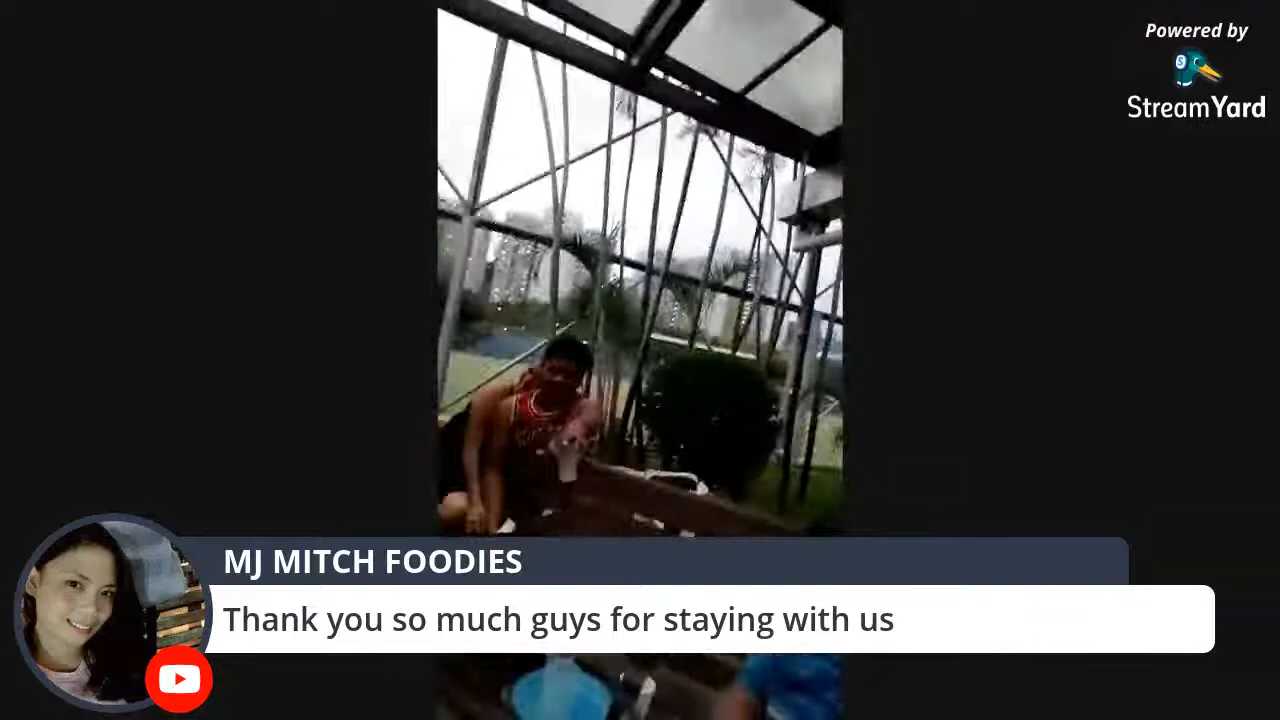 Powered by
StreamYard
MJ MITCH FOODIES
Thank you so much guys for staying with us